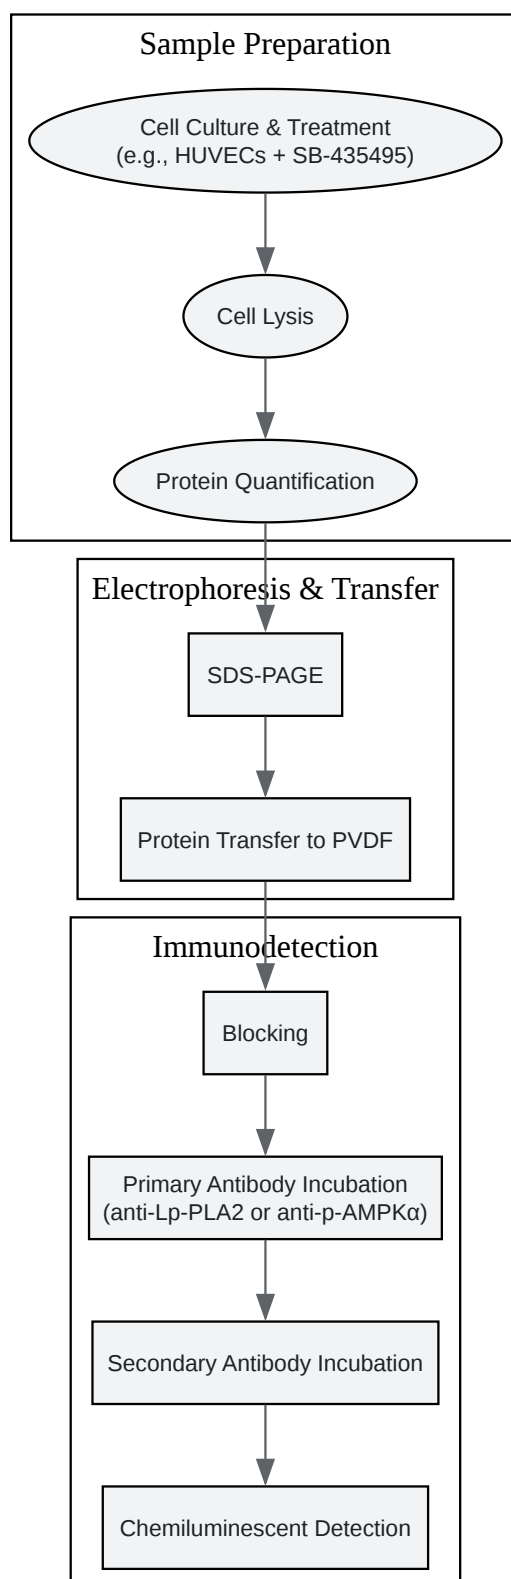 Sample Preparation
Cell Culture & Treatment
(e.g., HUVECs + SB-435495)
Cell Lysis
Protein Quantification
Electrophoresis & Transfer
SDS-PAGE
Protein Transfer to PVDF
Immunodetection
Blocking
Primary Antibody Incubation
(anti-Lp-PLA2 or anti-p-AMPKα)
Secondary Antibody Incubation
Chemiluminescent Detection